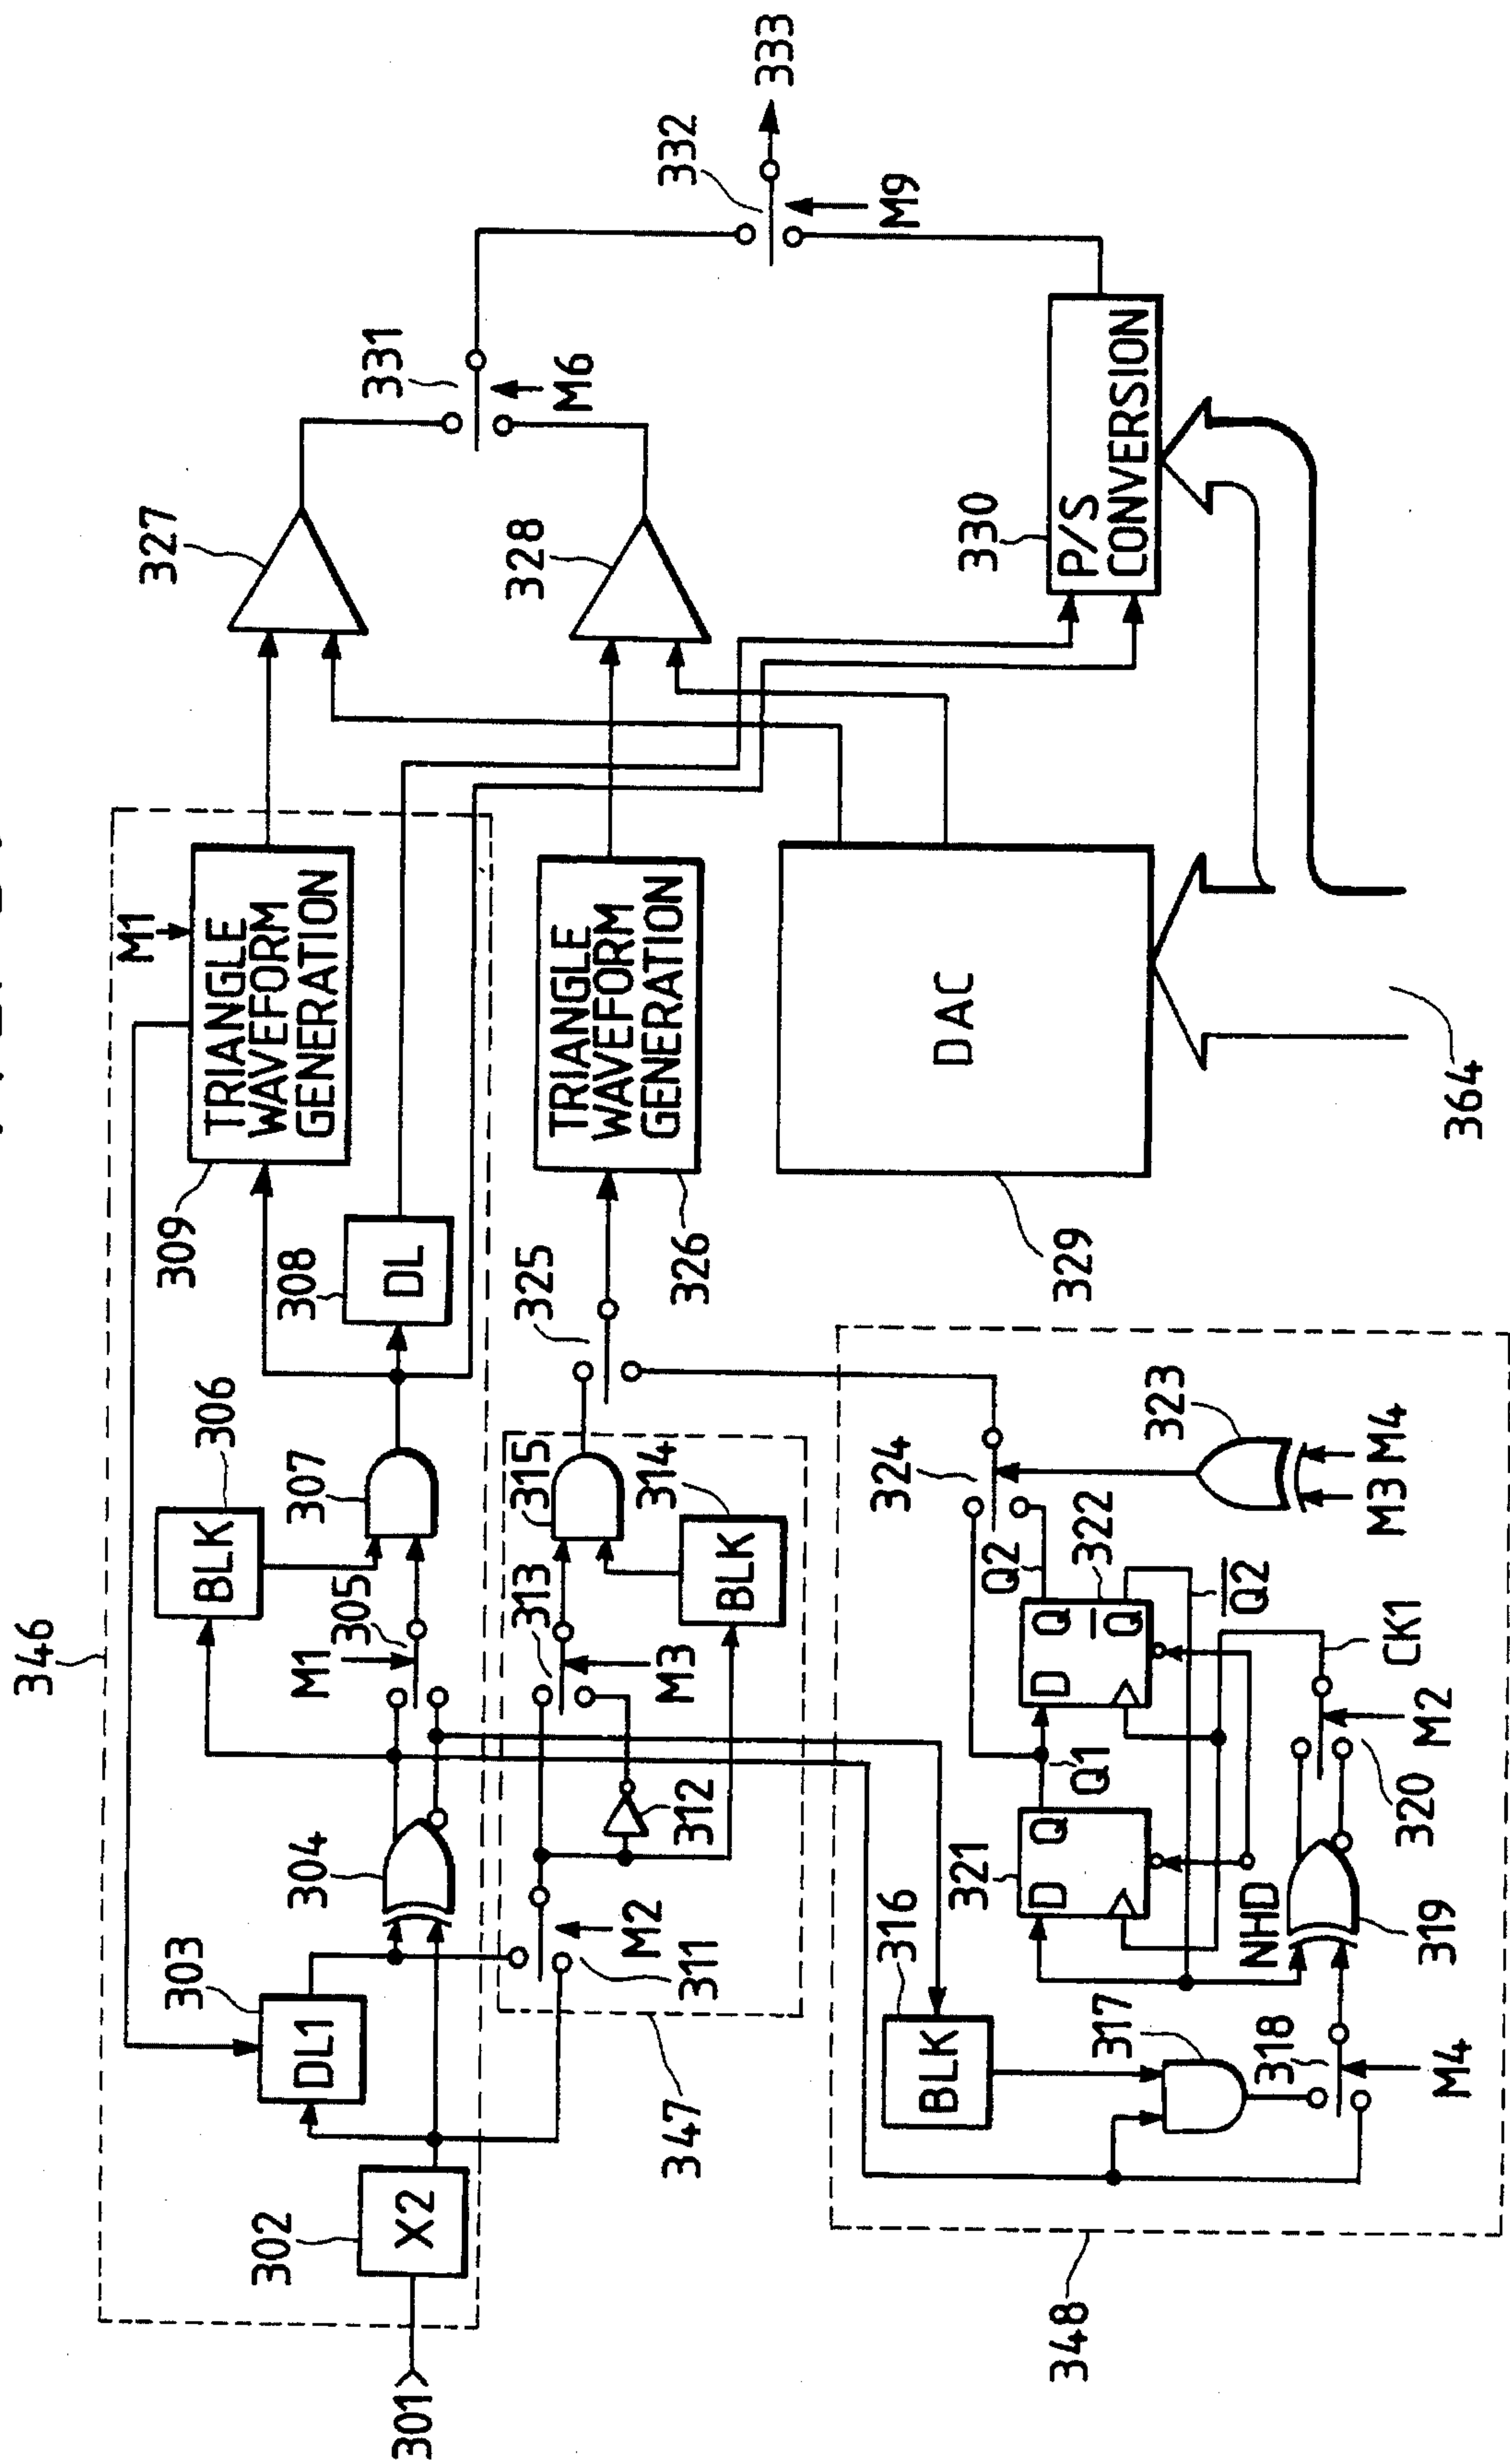 346
M1
TRIANGLE
WAVEFORM
GENERATION
309
BLK
306
307
M1
305
303
DL1
304
308
DL
302
X2
301
327
331
M6
332
M9
333
328
315
325
313
314
M3
BLK
312
M2
311
347
TRIANGLE
WAVEFORM
GENERATION
326
DAC
329
330
P/S
CONVERSION
364
324
323
M3
M4
Q2
322
D
Q
Q̅
Q̅2̅
Q1
321
D
Q
316
BLK
317
NHD
318
M4
319
320
M2
CK1
348